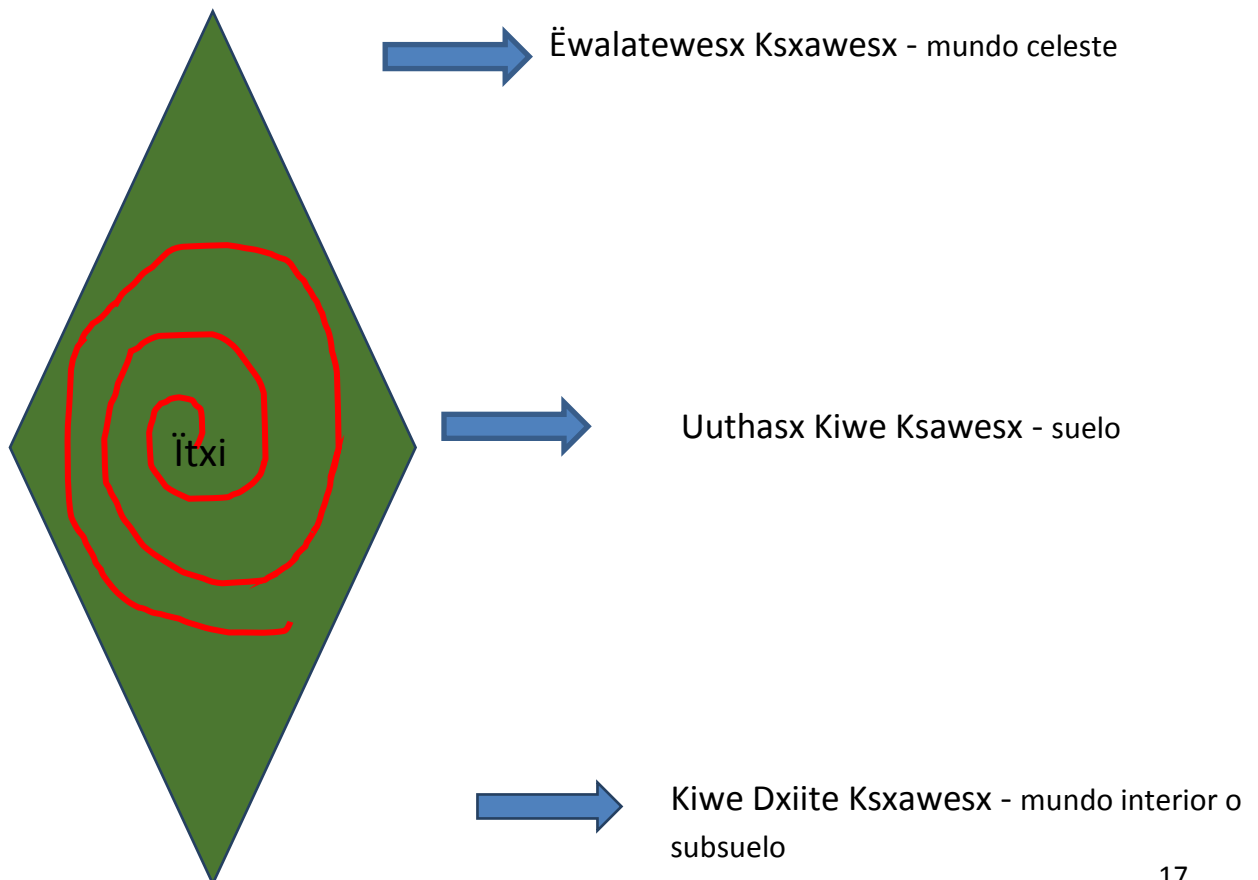 Ëwalatewesx Ksxawesx - mundo celeste
Ïtxi
Uuthasx Kiwe Ksawesx - suelo
Kiwe Dxiite Ksxawesx - mundo interior o
subsuelo
17